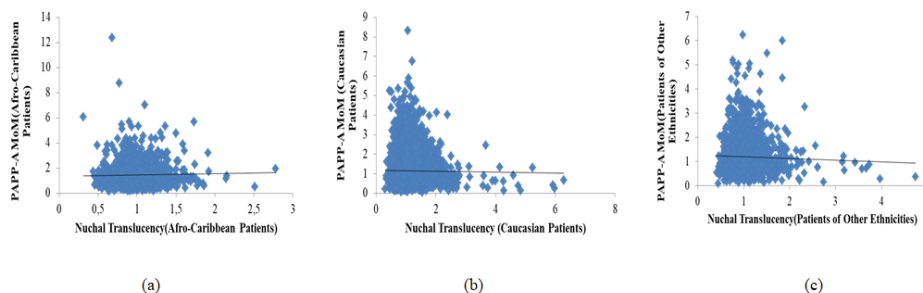 PAPP-A MoM(Afro-Caribbean
Patients)
14
12
10
8
6
4
2
0
0 0,5 1 1,5 2 2,5 3
Nuchal Translucency(Afro-Caribbean Patients)
(a)
PAPP-A MoM (Caucasian
Patients)
9
8
7
6
5
4
3
2
1
0
0 2 4 6 8
Nuchal Translucency (Caucasian Patients)
(b)
PAPP-A MoM(Patients of Other
Ethnicities)
7
6
5
4
3
2
1
0
0 1 2 3 4
Nuchal Translucency(Patients of Other Ethnicities)
(c)